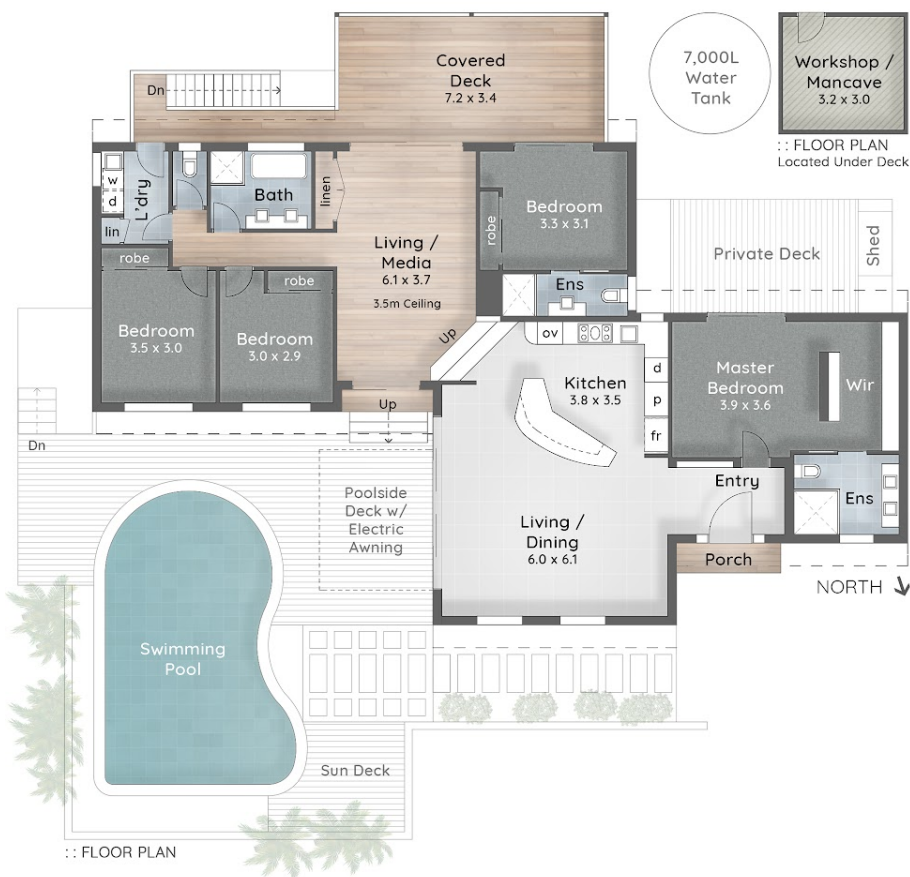 Covered
Deck
7.2 x 3.4
Dn
7,000L
Water
Tank
Workshop /
Mancave
3.2 x 3.0
:: FLOOR PLAN
Located Under Deck
w
d
L'dry
lin
Bath
linen
robe
robe
Living /
Media
6.1 x 3.7
3.5m Ceiling
Bedroom
3.3 x 3.1
robe
Ens
Private Deck
Shed
Bedroom
3.5 x 3.0
Bedroom
3.0 x 2.9
Up
Up
ov
Kitchen
3.8 x 3.5
d
p
fr
Master
Bedroom
3.9 x 3.6
Wir
Dn
Poolside
Deck w/
Electric
Awning
Living /
Dining
6.0 x 6.1
Entry
Ens
Porch
NORTH
Swimming
Pool
Sun Deck
:: FLOOR PLAN